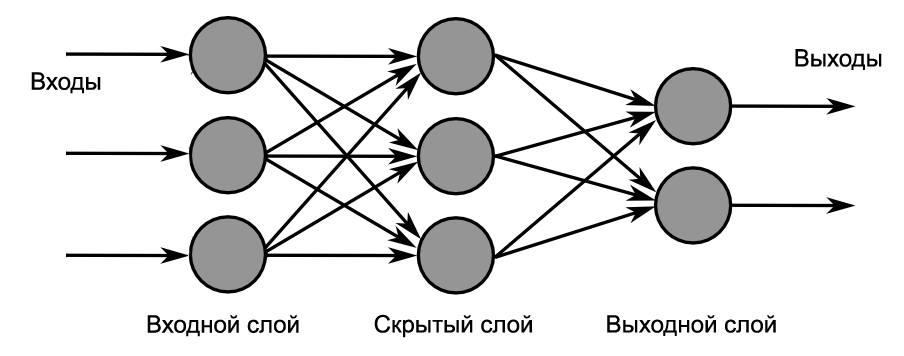 Входы
Выходы
Входной слой
Скрытый слой
Выходной слой